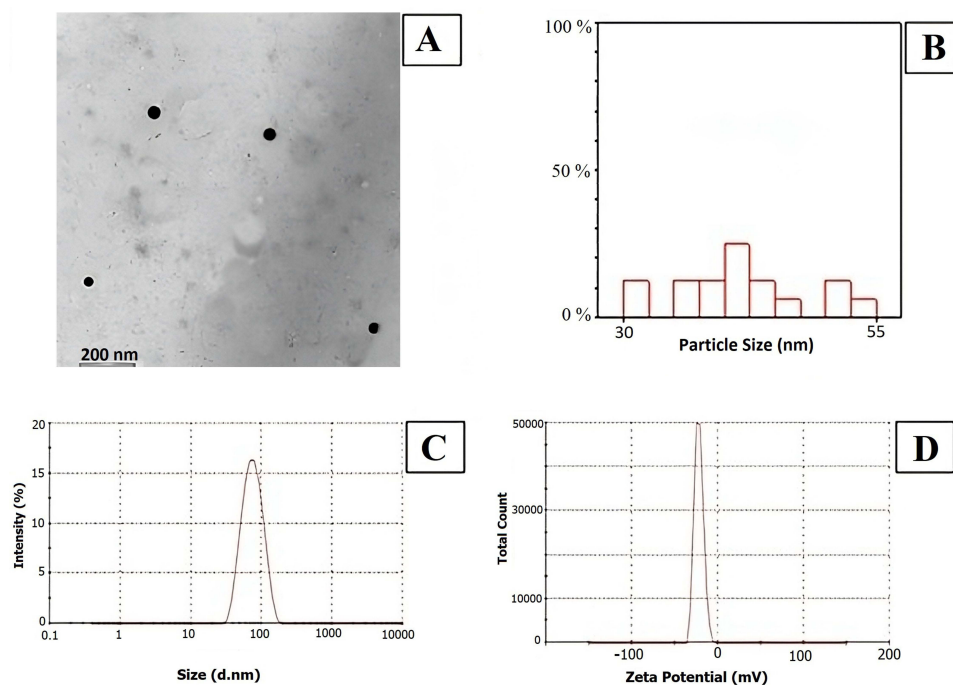 A
200 nm
B
100 %
50 %
0 %
30
55
Particle Size (nm)
C
20
15
10
5
0
Intensity (%)
0.1
1
10
100
1000
10000
Size (d.nm)
D
50000
30000
10000
0
Total Count
-100
0
100
200
Zeta Potential (mV)